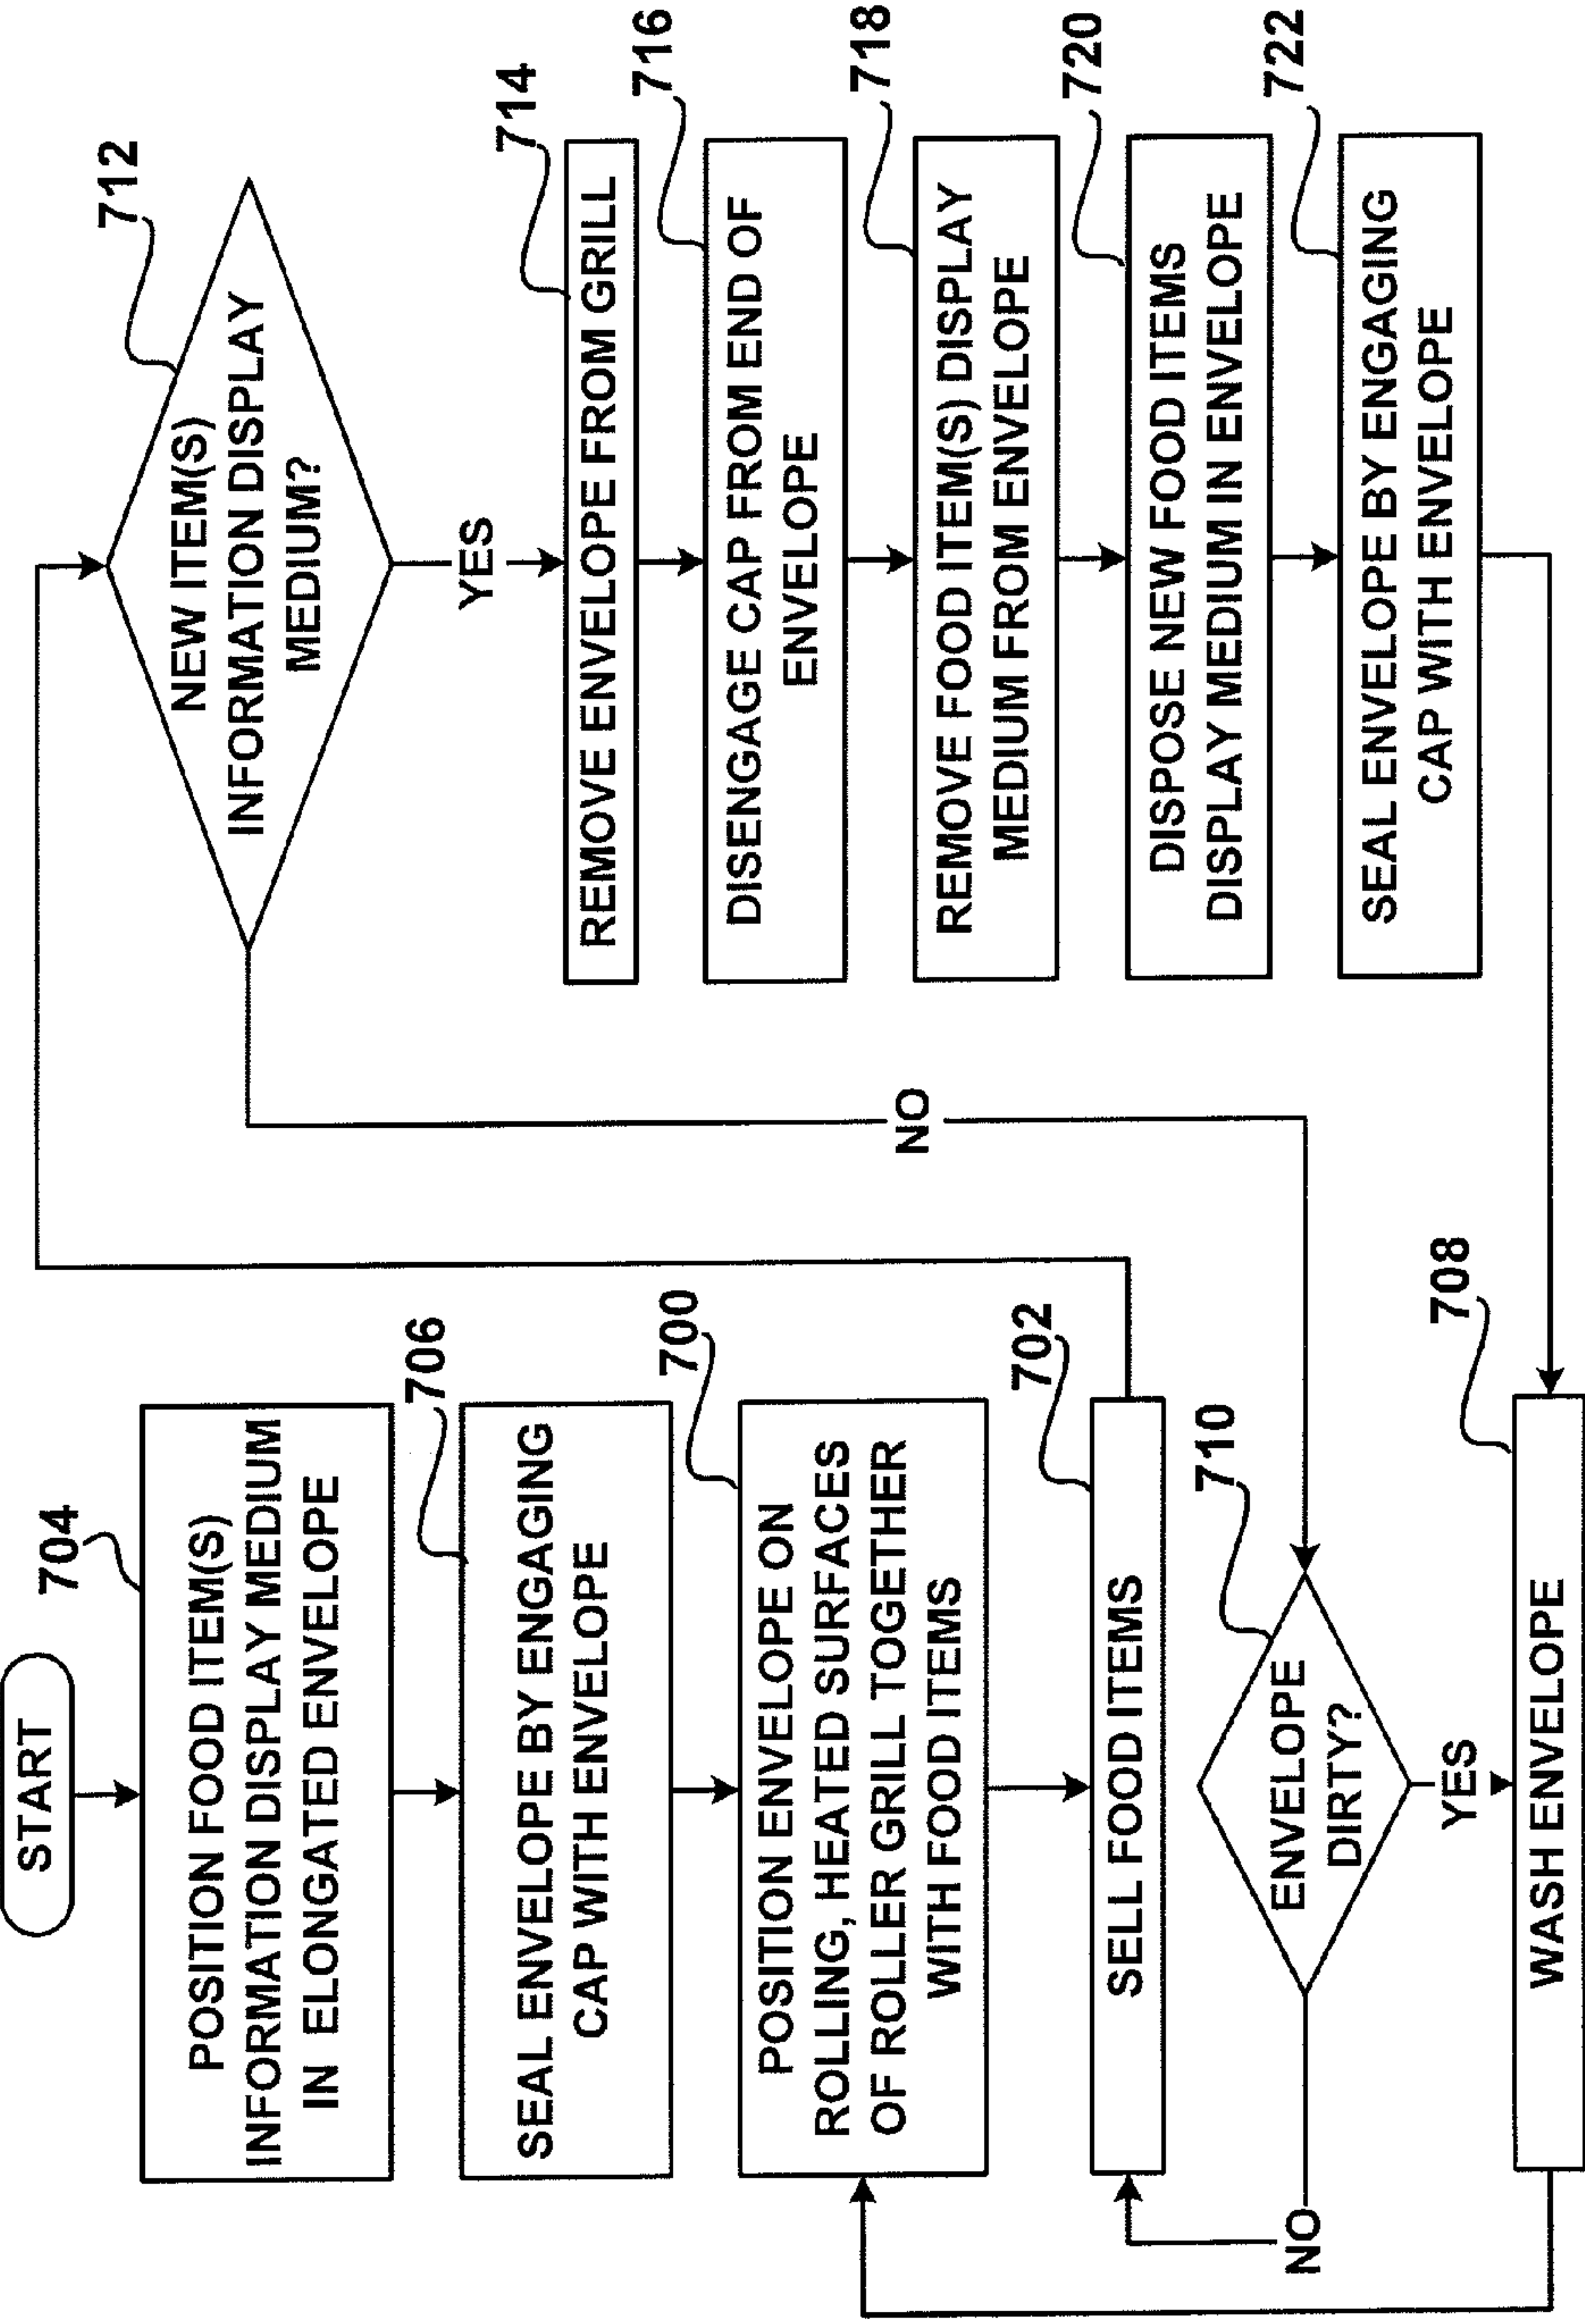 START
704
POSITION FOOD ITEM(S)
INFORMATION DISPLAY MEDIUM
IN ELONGATED ENVELOPE
706
SEAL ENVELOPE BY ENGAGING
CAP WITH ENVELOPE
700
POSITION ENVELOPE ON
ROLLING, HEATED SURFACES
OF ROLLER GRILL TOGETHER
WITH FOOD ITEMS
702
SELL FOOD ITEMS
710
ENVELOPE
DIRTY?
NO
YES
708
WASH ENVELOPE
712
NEW ITEM(S)
INFORMATION DISPLAY
MEDIUM?
NO
YES
714
REMOVE ENVELOPE FROM GRILL
716
DISENGAGE CAP FROM END OF
ENVELOPE
718
REMOVE FOOD ITEM(S) DISPLAY
MEDIUM FROM ENVELOPE
720
DISPOSE NEW FOOD ITEMS
DISPLAY MEDIUM IN ENVELOPE
722
SEAL ENVELOPE BY ENGAGING
CAP WITH ENVELOPE